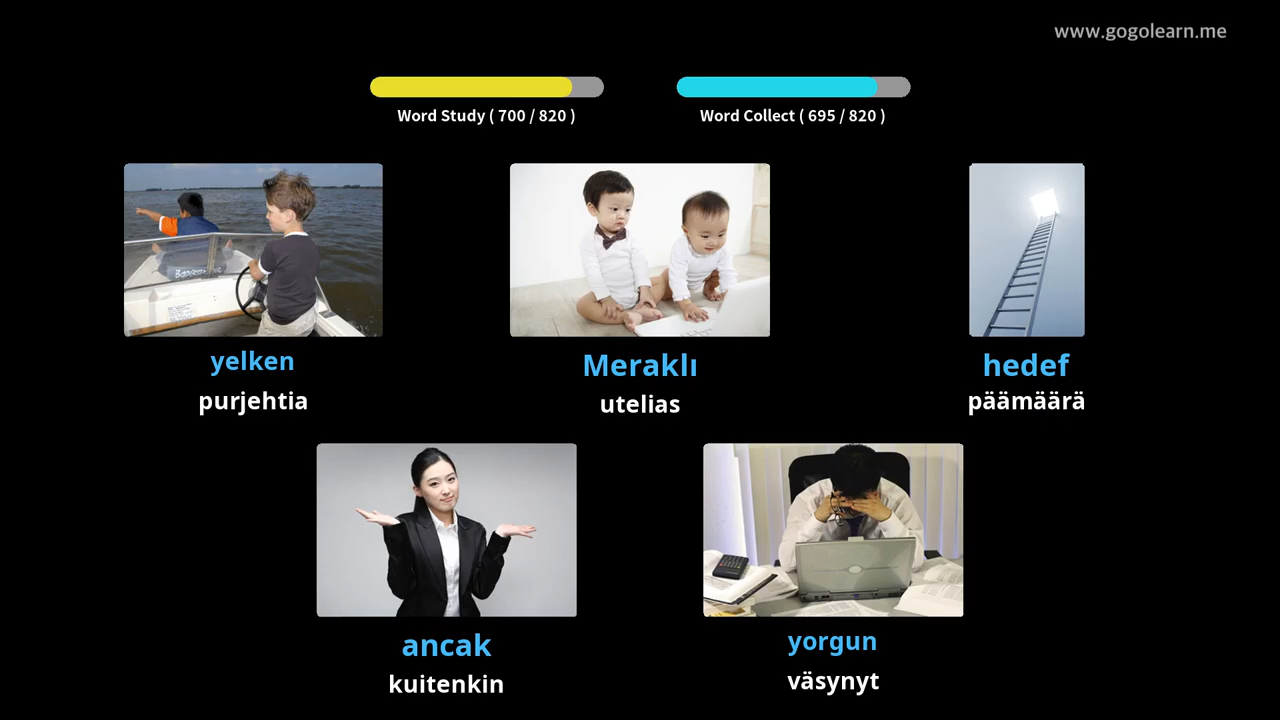 www.gogolearn.me
Word Study ( 700 / 820 )
Word Collect ( 695 / 820 )
yelken
purjehtia
Meraklı
utelias
hedef
päämäärä
ancak
kuitenkin
yorgun
väsynyt